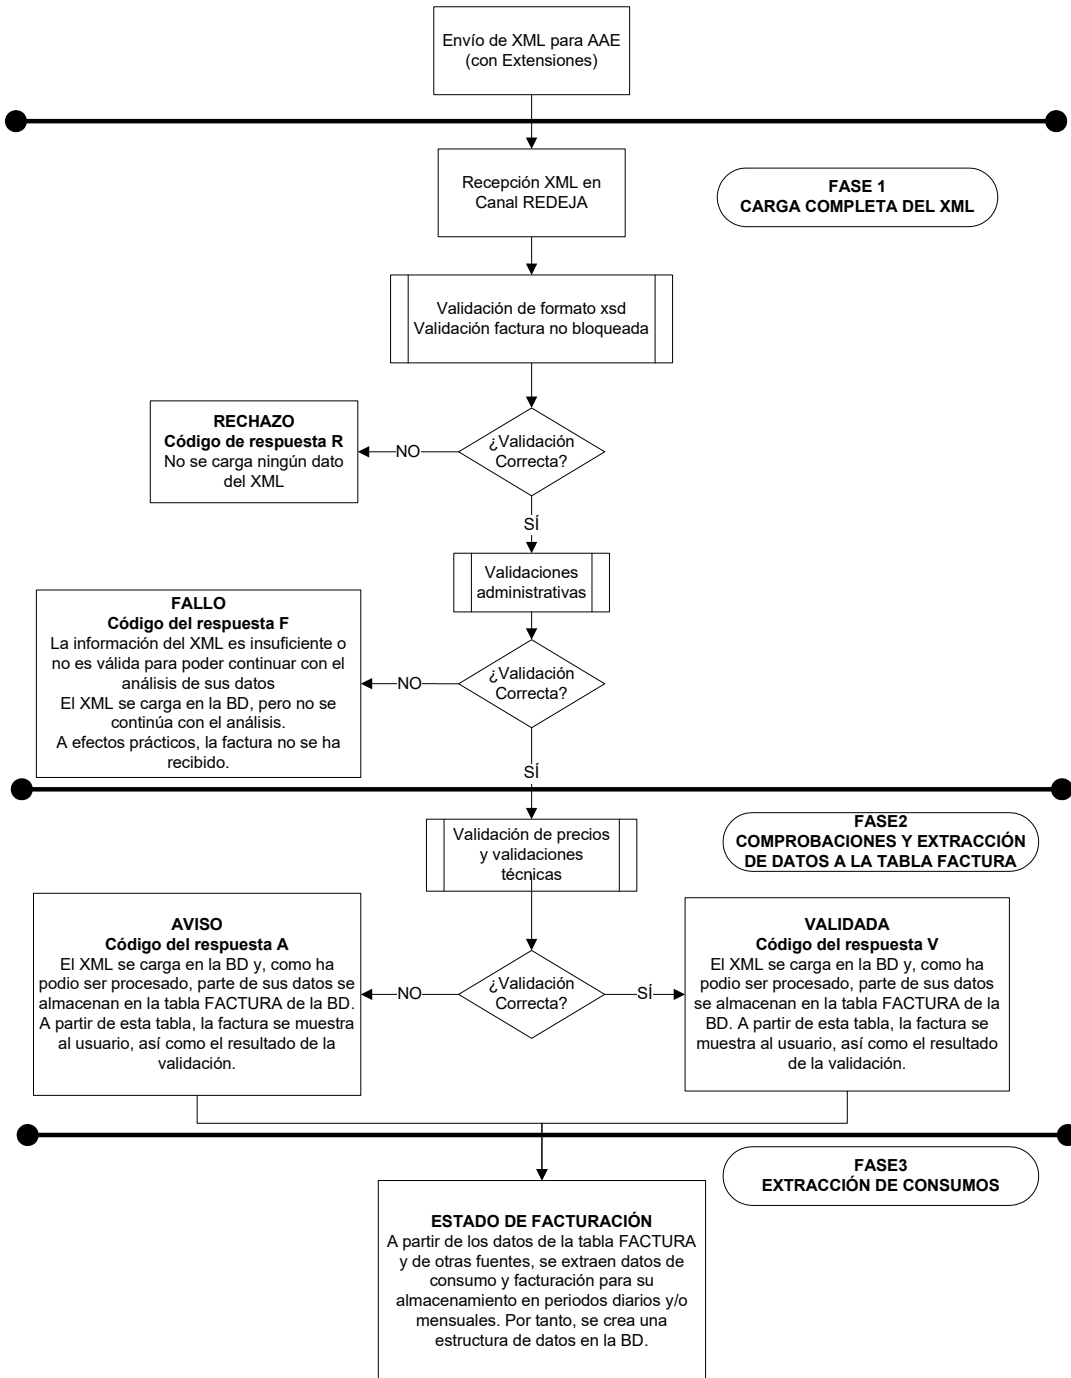 Envío de XML para AAE
(con Extensiones)
Recepción XML en
Canal REDEJA
FASE 1
CARGA COMPLETA DEL XML
Validación de formato xsd
Validación factura no bloqueada
¿Validación
Correcta?
NO
RECHAZO
Código de respuesta R
No se carga ningún dato
del XML
SÍ
Validaciones
administrativas
¿Validación
Correcta?
NO
FALLO
Código del respuesta F
La información del XML es insuficiente o
no es válida para poder continuar con el
análisis de sus datos
El XML se carga en la BD, pero no se
continúa con el análisis.
A efectos prácticos, la factura no se ha
recibido.
SÍ
FASE2
COMPROBACIONES Y EXTRACCIÓN
DE DATOS A LA TABLA FACTURA
Validación de precios
y validaciones
técnicas
¿Validación
Correcta?
NO
SÍ
AVISO
Código del respuesta A
El XML se carga en la BD y, como ha
podio ser procesado, parte de sus datos se
almacenan en la tabla FACTURA de la BD.
A partir de esta tabla, la factura se muestra
al usuario, así como el resultado de la
validación.
VALIDADA
Código del respuesta V
El XML se carga en la BD y, como ha
podio ser procesado, parte de sus datos
se almacenan en la tabla FACTURA de la
BD. A partir de esta tabla, la factura se
muestra al usuario, así como el resultado
de la validación.
FASE3
EXTRACCIÓN DE CONSUMOS
ESTADO DE FACTURACIÓN
A partir de los datos de la tabla FACTURA
y de otras fuentes, se extraen datos de
consumo y facturación para su
almacenamiento en periodos diarios y/o
mensuales. Por tanto, se crea una
estructura de datos en la BD.